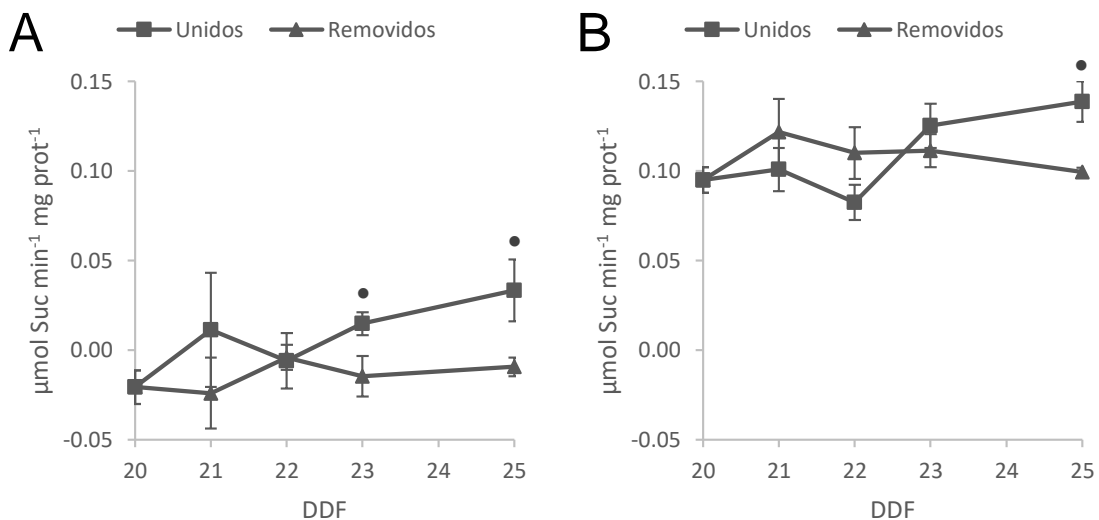 A
Unidos Removidos
0.15
0.10
0.05
0.00
-0.05
µmol Suc min⁻¹ mg prot⁻¹
20 21 22 23 24 25
DDF
B
Unidos Removidos
0.15
0.10
0.05
0.00
-0.05
µmol Suc min⁻¹ mg prot⁻¹
20 21 22 23 24 25
DDF